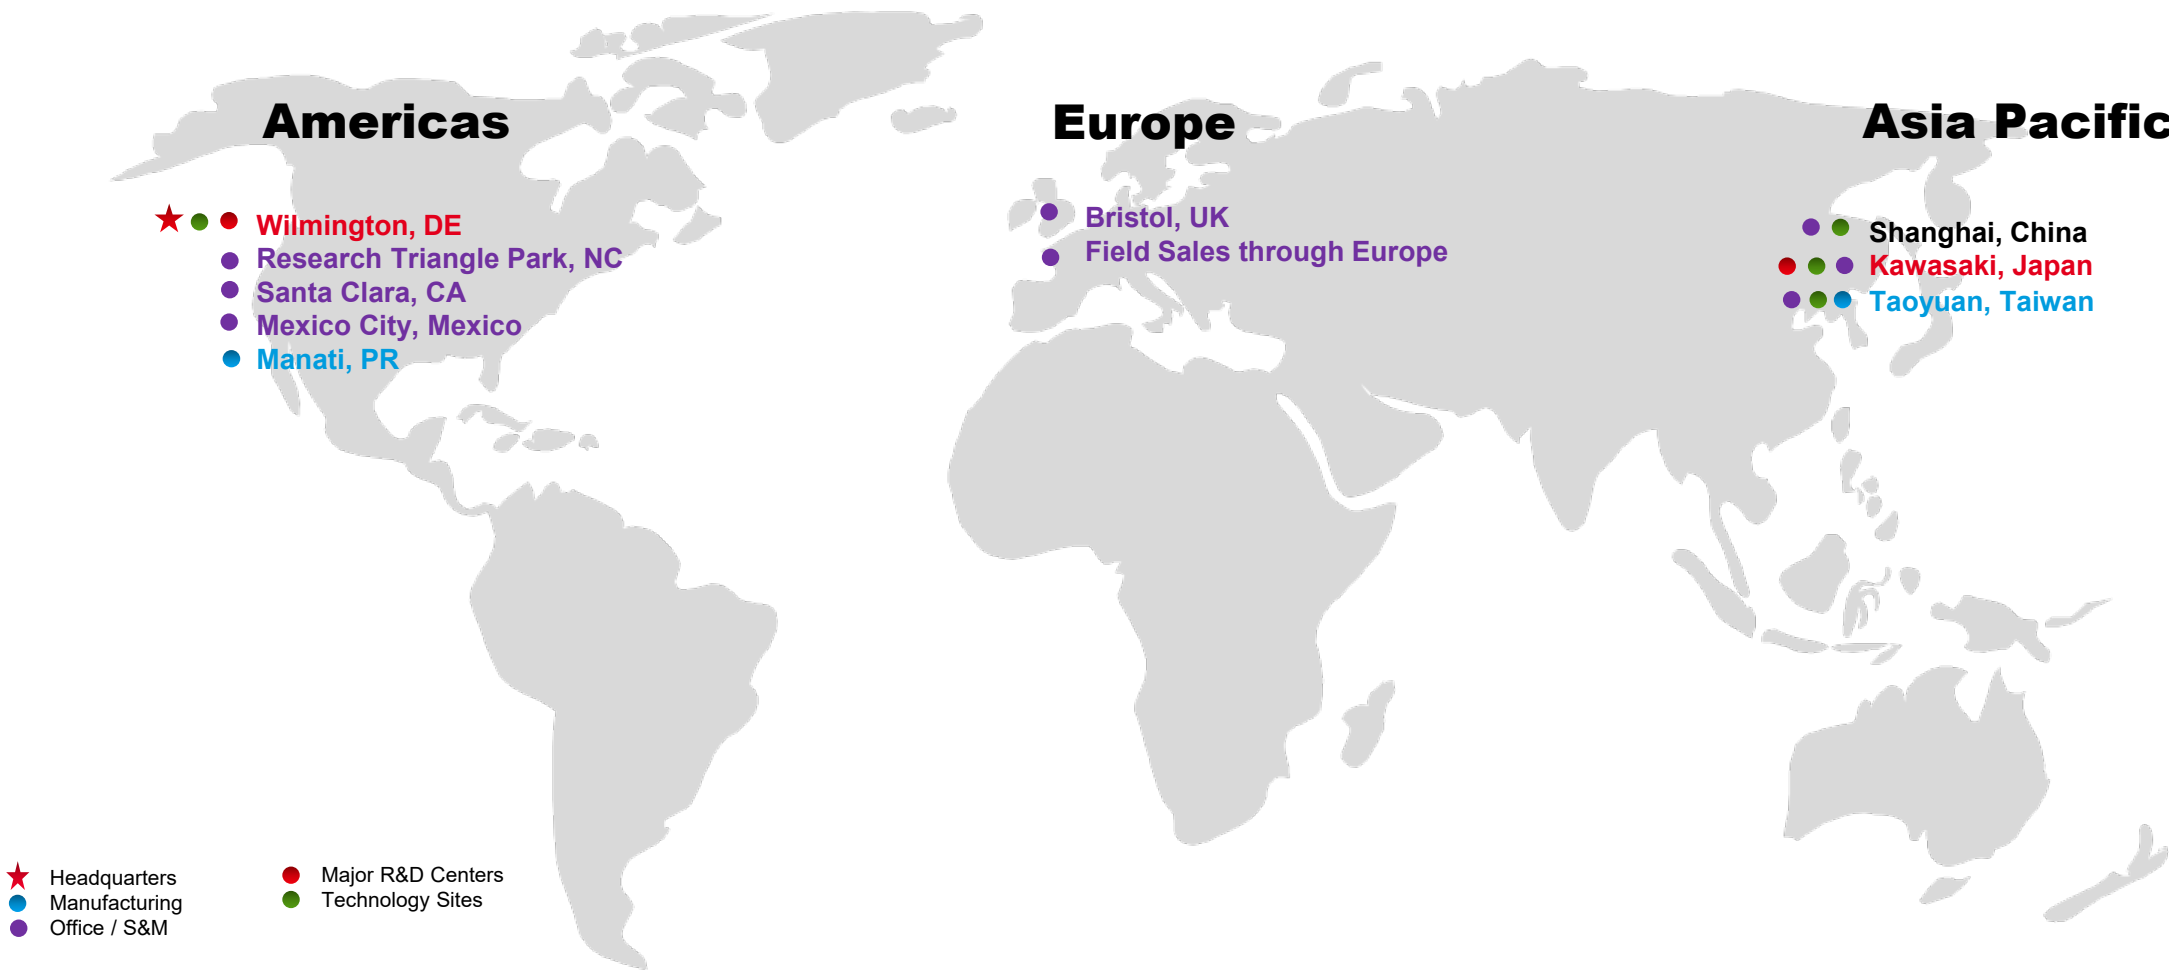 Americas
Wilmington, DE
Research Triangle Park, NC
Santa Clara, CA
Mexico City, Mexico
Manati, PR
Europe
Bristol, UK
Field Sales through Europe
Asia Pacific
Shanghai, China
Kawasaki, Japan
Taoyuan, Taiwan
Headquarters
Manufacturing
Office / S&M
Major R&D Centers
Technology Sites